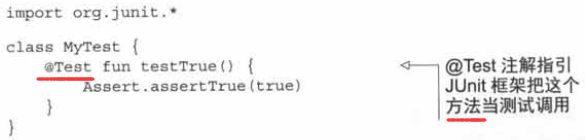 import org.junit.*
class MyTest {
@Test fun testTrue() {
Assert.assertTrue(true)
}
}
@Test 注解指引
JUnit 框架把这个
方法当测试调用